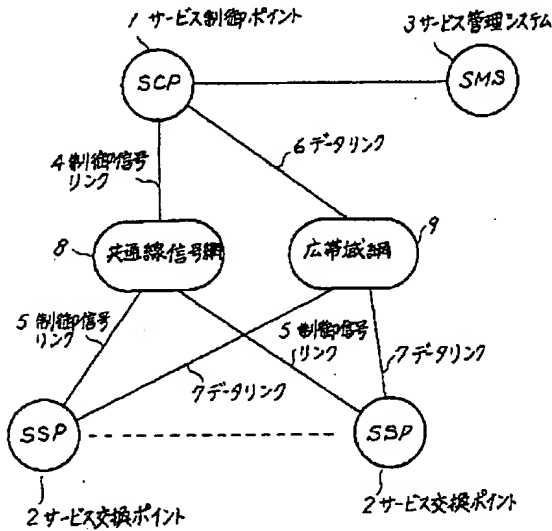 1 サービス制御ポイント
3 サービス管理システム
SCP
SMS
6 データリンク
4 制御信号
リンク
8
共通線信号網
広帯域網
9
5 制御信号
リンク
5 制御信号
リンク
7 データリンク
7 データリンク
SSP
SSP
2 サービス交換ポイント
2 サービス交換ポイント